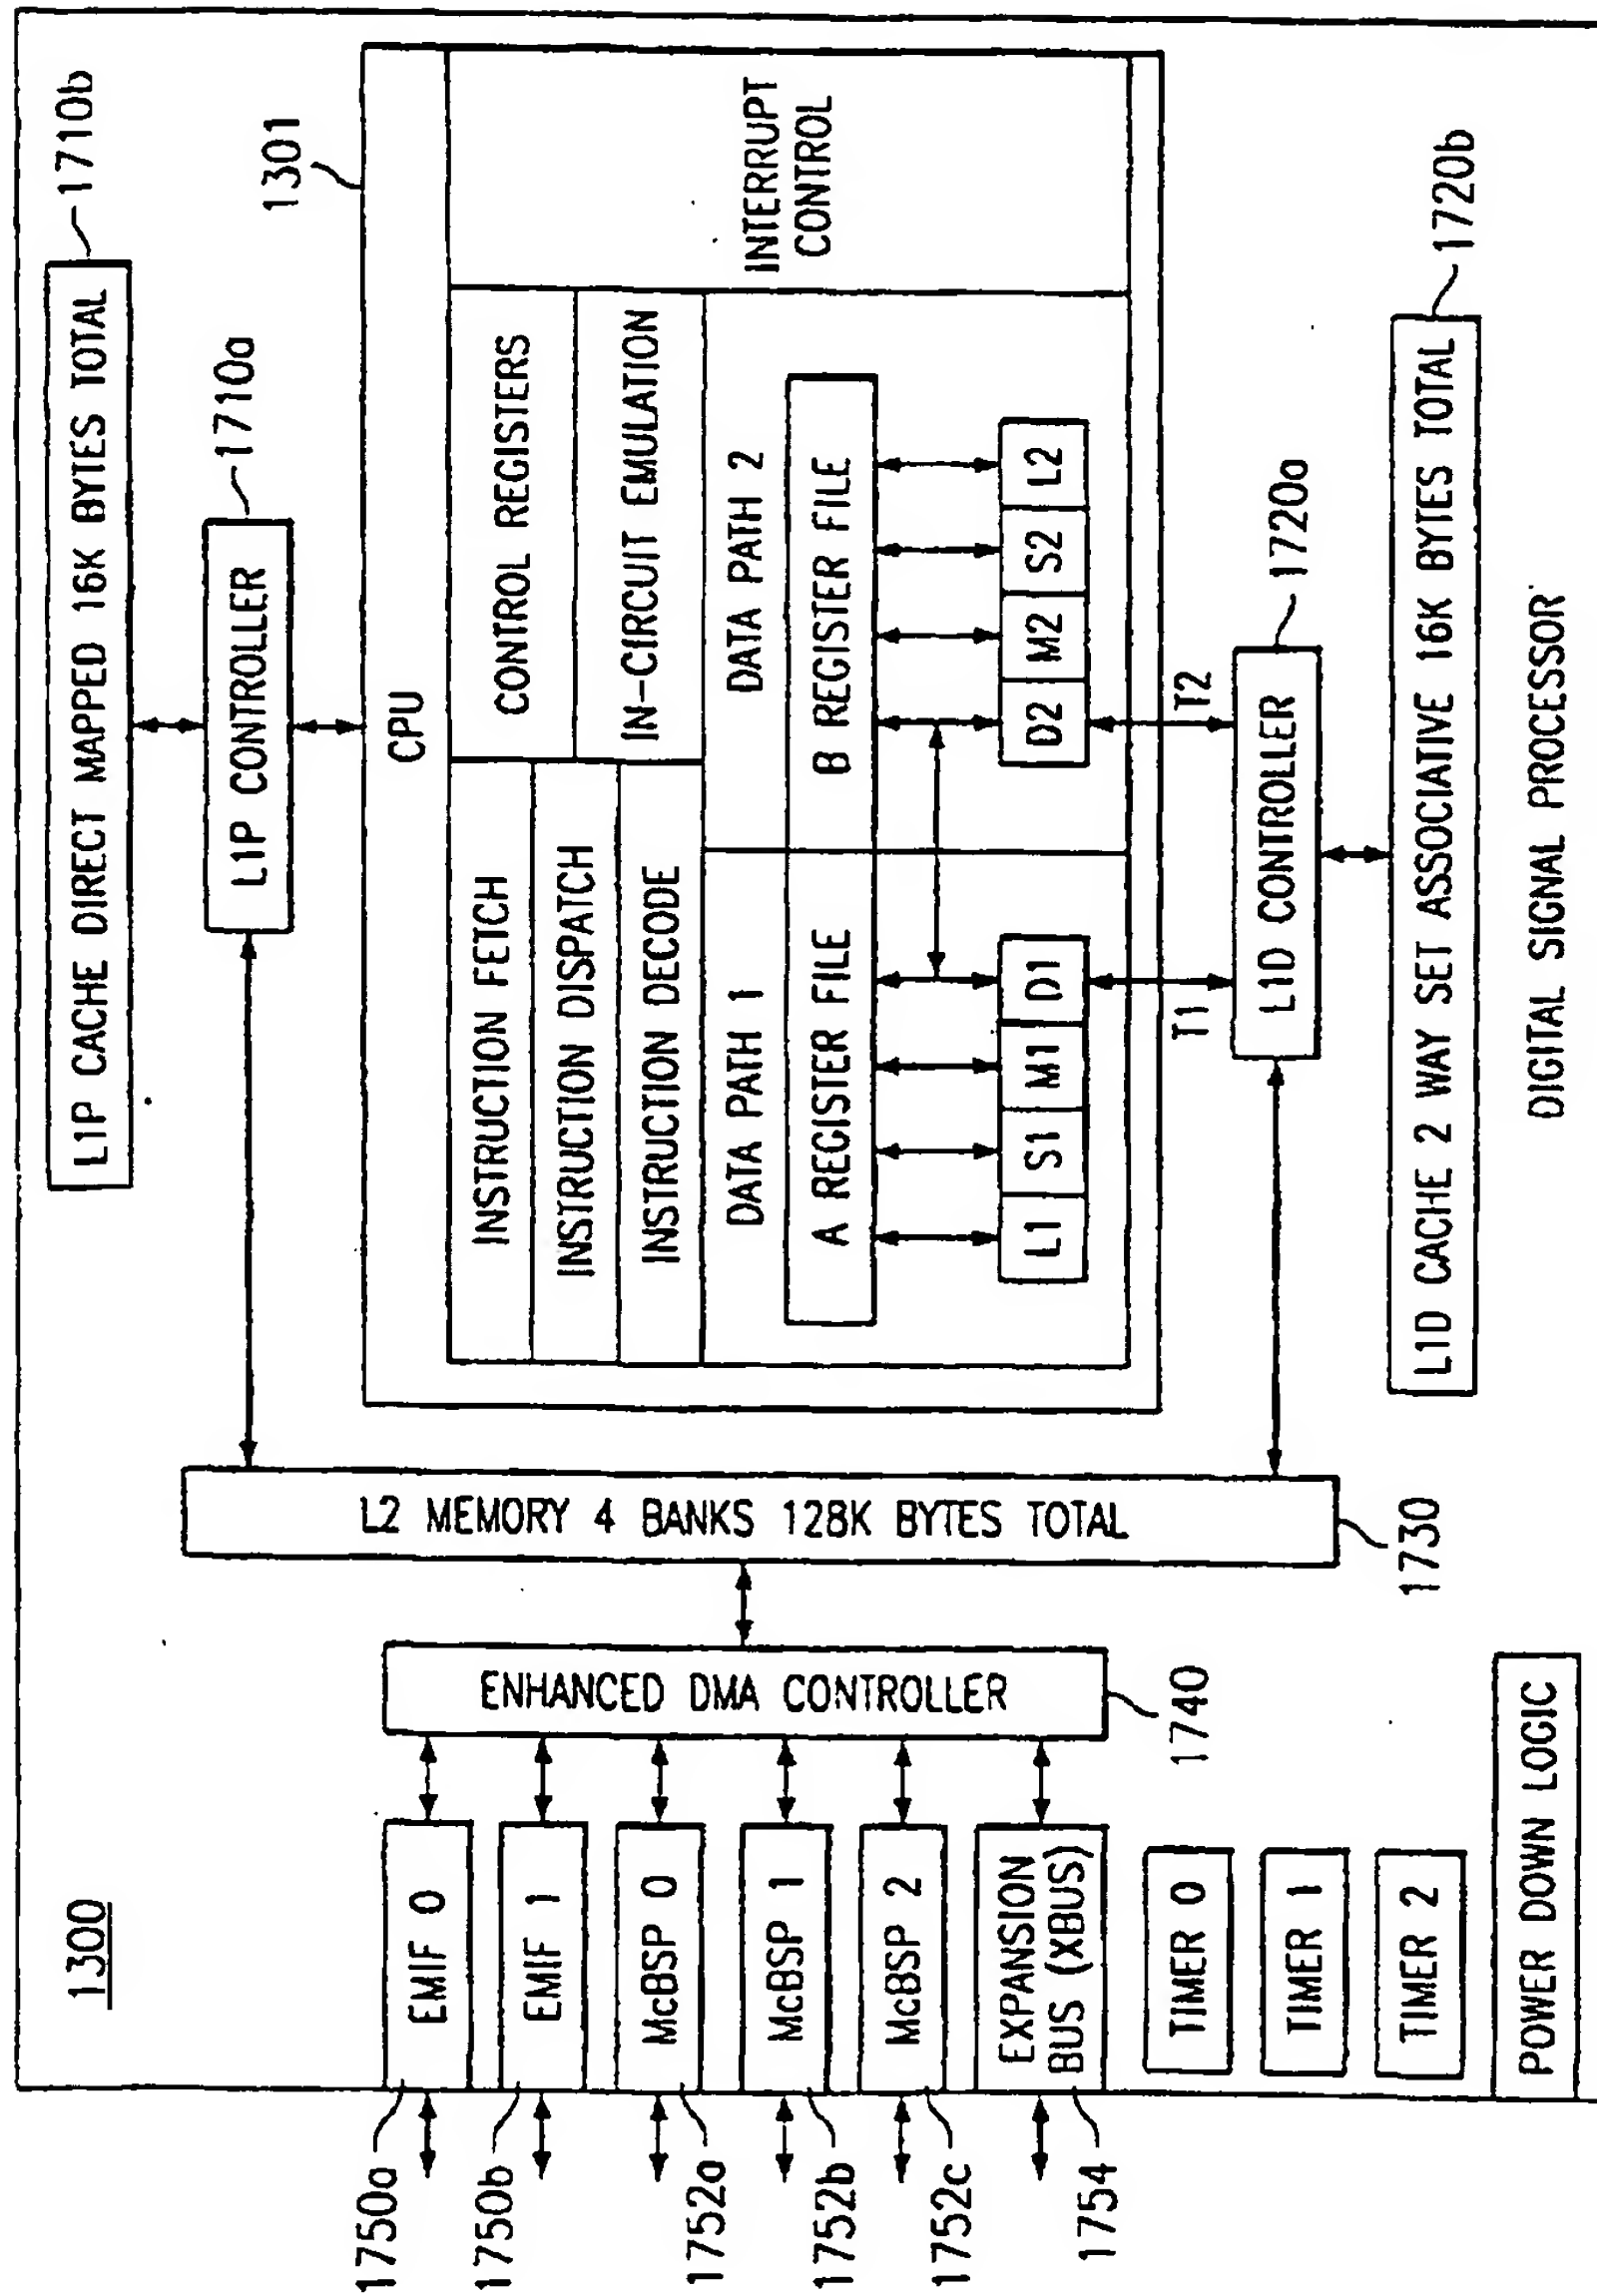 1300
L1P CACHE DIRECT MAPPED 16K BYTES TOTAL
1710b
L1P CONTROLLER
1710a
1301
CPU
INSTRUCTION FETCH
INSTRUCTION DISPATCH
INSTRUCTION DECODE
CONTROL REGISTERS
IN-CIRCUIT EMULATION
INTERRUPT
CONTROL
DATA PATH 1
DATA PATH 2
A REGISTER FILE
B REGISTER FILE
L1
S1
M1
D1
D2
M2
S2
L2
T1
T2
L1D CONTROLLER
1720a
L1D CACHE 2 WAY SET ASSOCIATIVE 16K BYTES TOTAL
1720b
L2 MEMORY 4 BANKS 128K BYTES TOTAL
1730
ENHANCED DMA CONTROLLER
1740
1750a
EMIF 0
1750b
EMIF 1
1752a
McBSP 0
1752b
McBSP 1
1752c
McBSP 2
1754
EXPANSION
BUS (XBUS)
TIMER 0
TIMER 1
TIMER 2
POWER DOWN LOGIC
DIGITAL SIGNAL PROCESSOR